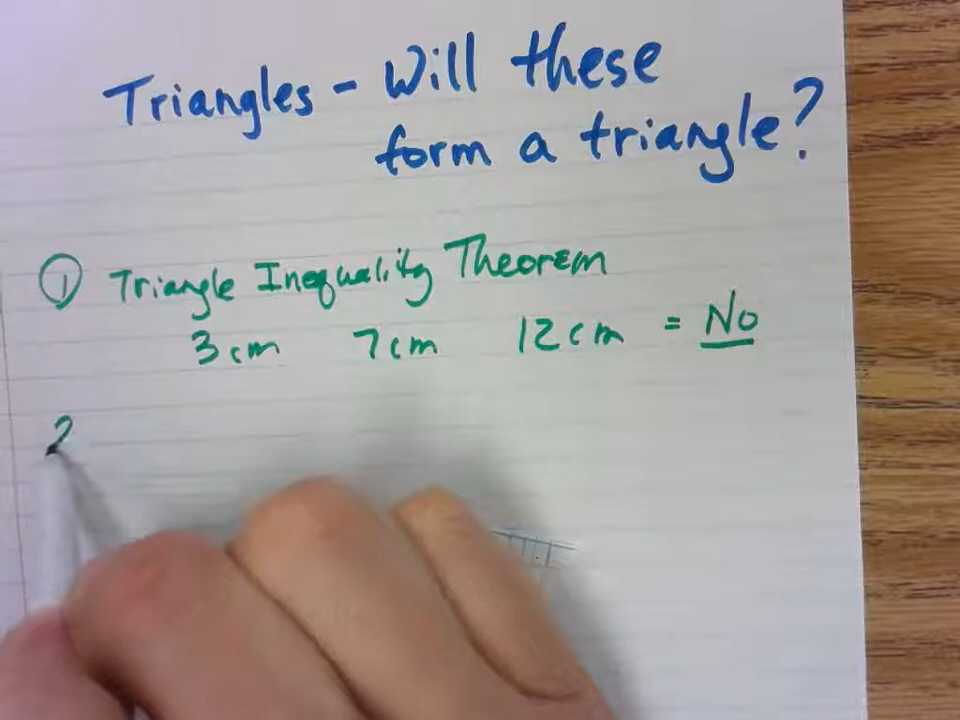 Triangles - Will these
form a triangle?
① Triangle Inequality Theorem
3cm 7cm 12cm = No
2